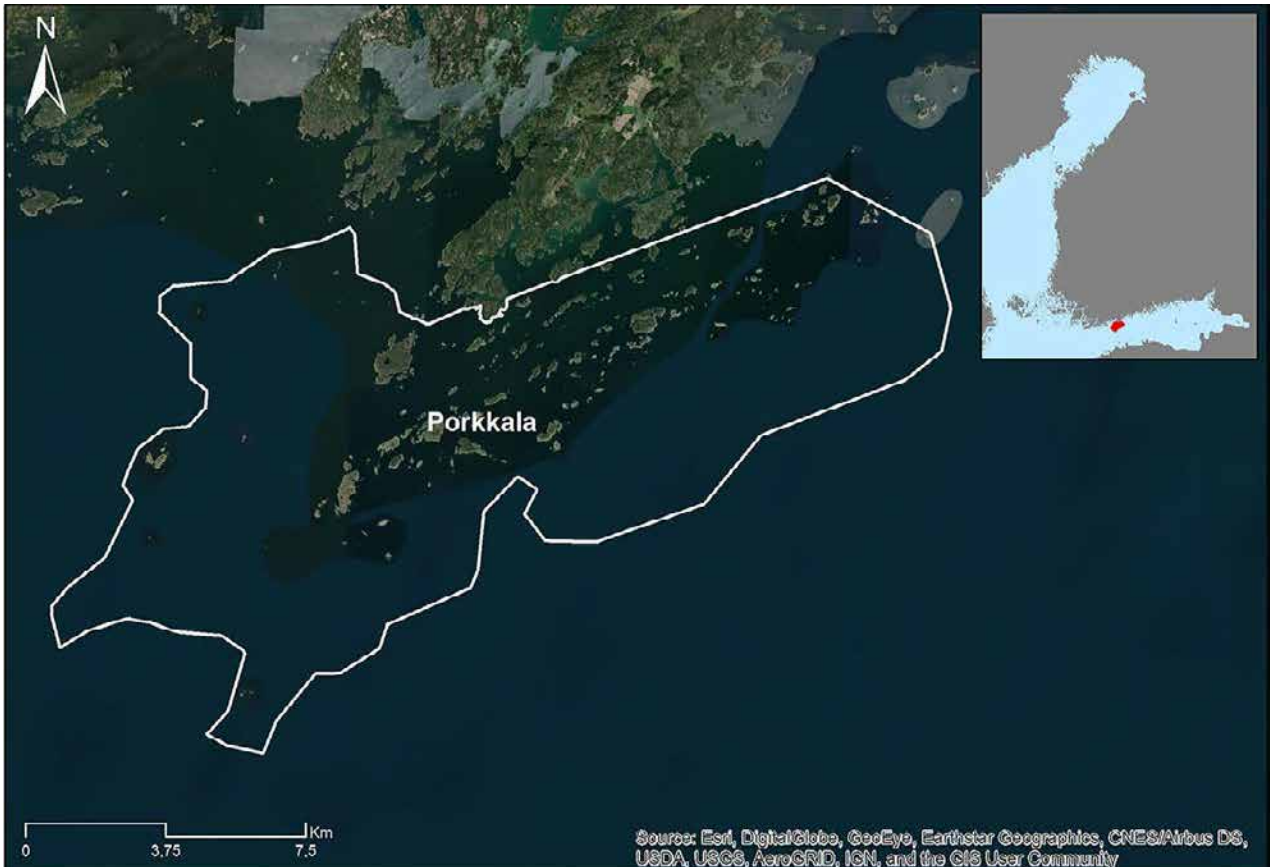 N
Porkkala
Km
0 3,75 7,5
Source: Esri, DigitalGlobe, GeoEye, Earthstar Geographics, CNES/Airbus DS,
USDA, USGS, AeroGRID, IGN, and the GIS User Community